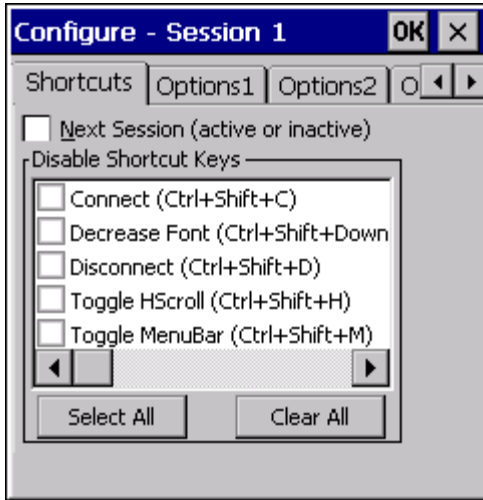 Configure - Session 1 OK
Shortcuts Options1 Options2 O
Next Session (active or inactive)
Disable Shortcut Keys
Connect (Ctrl+Shift+C)
Decrease Font (Ctrl+Shift+Down
Disconnect (Ctrl+Shift+D)
Toggle HScroll (Ctrl+Shift+H)
Toggle MenuBar (Ctrl+Shift+M)
Select All Clear All